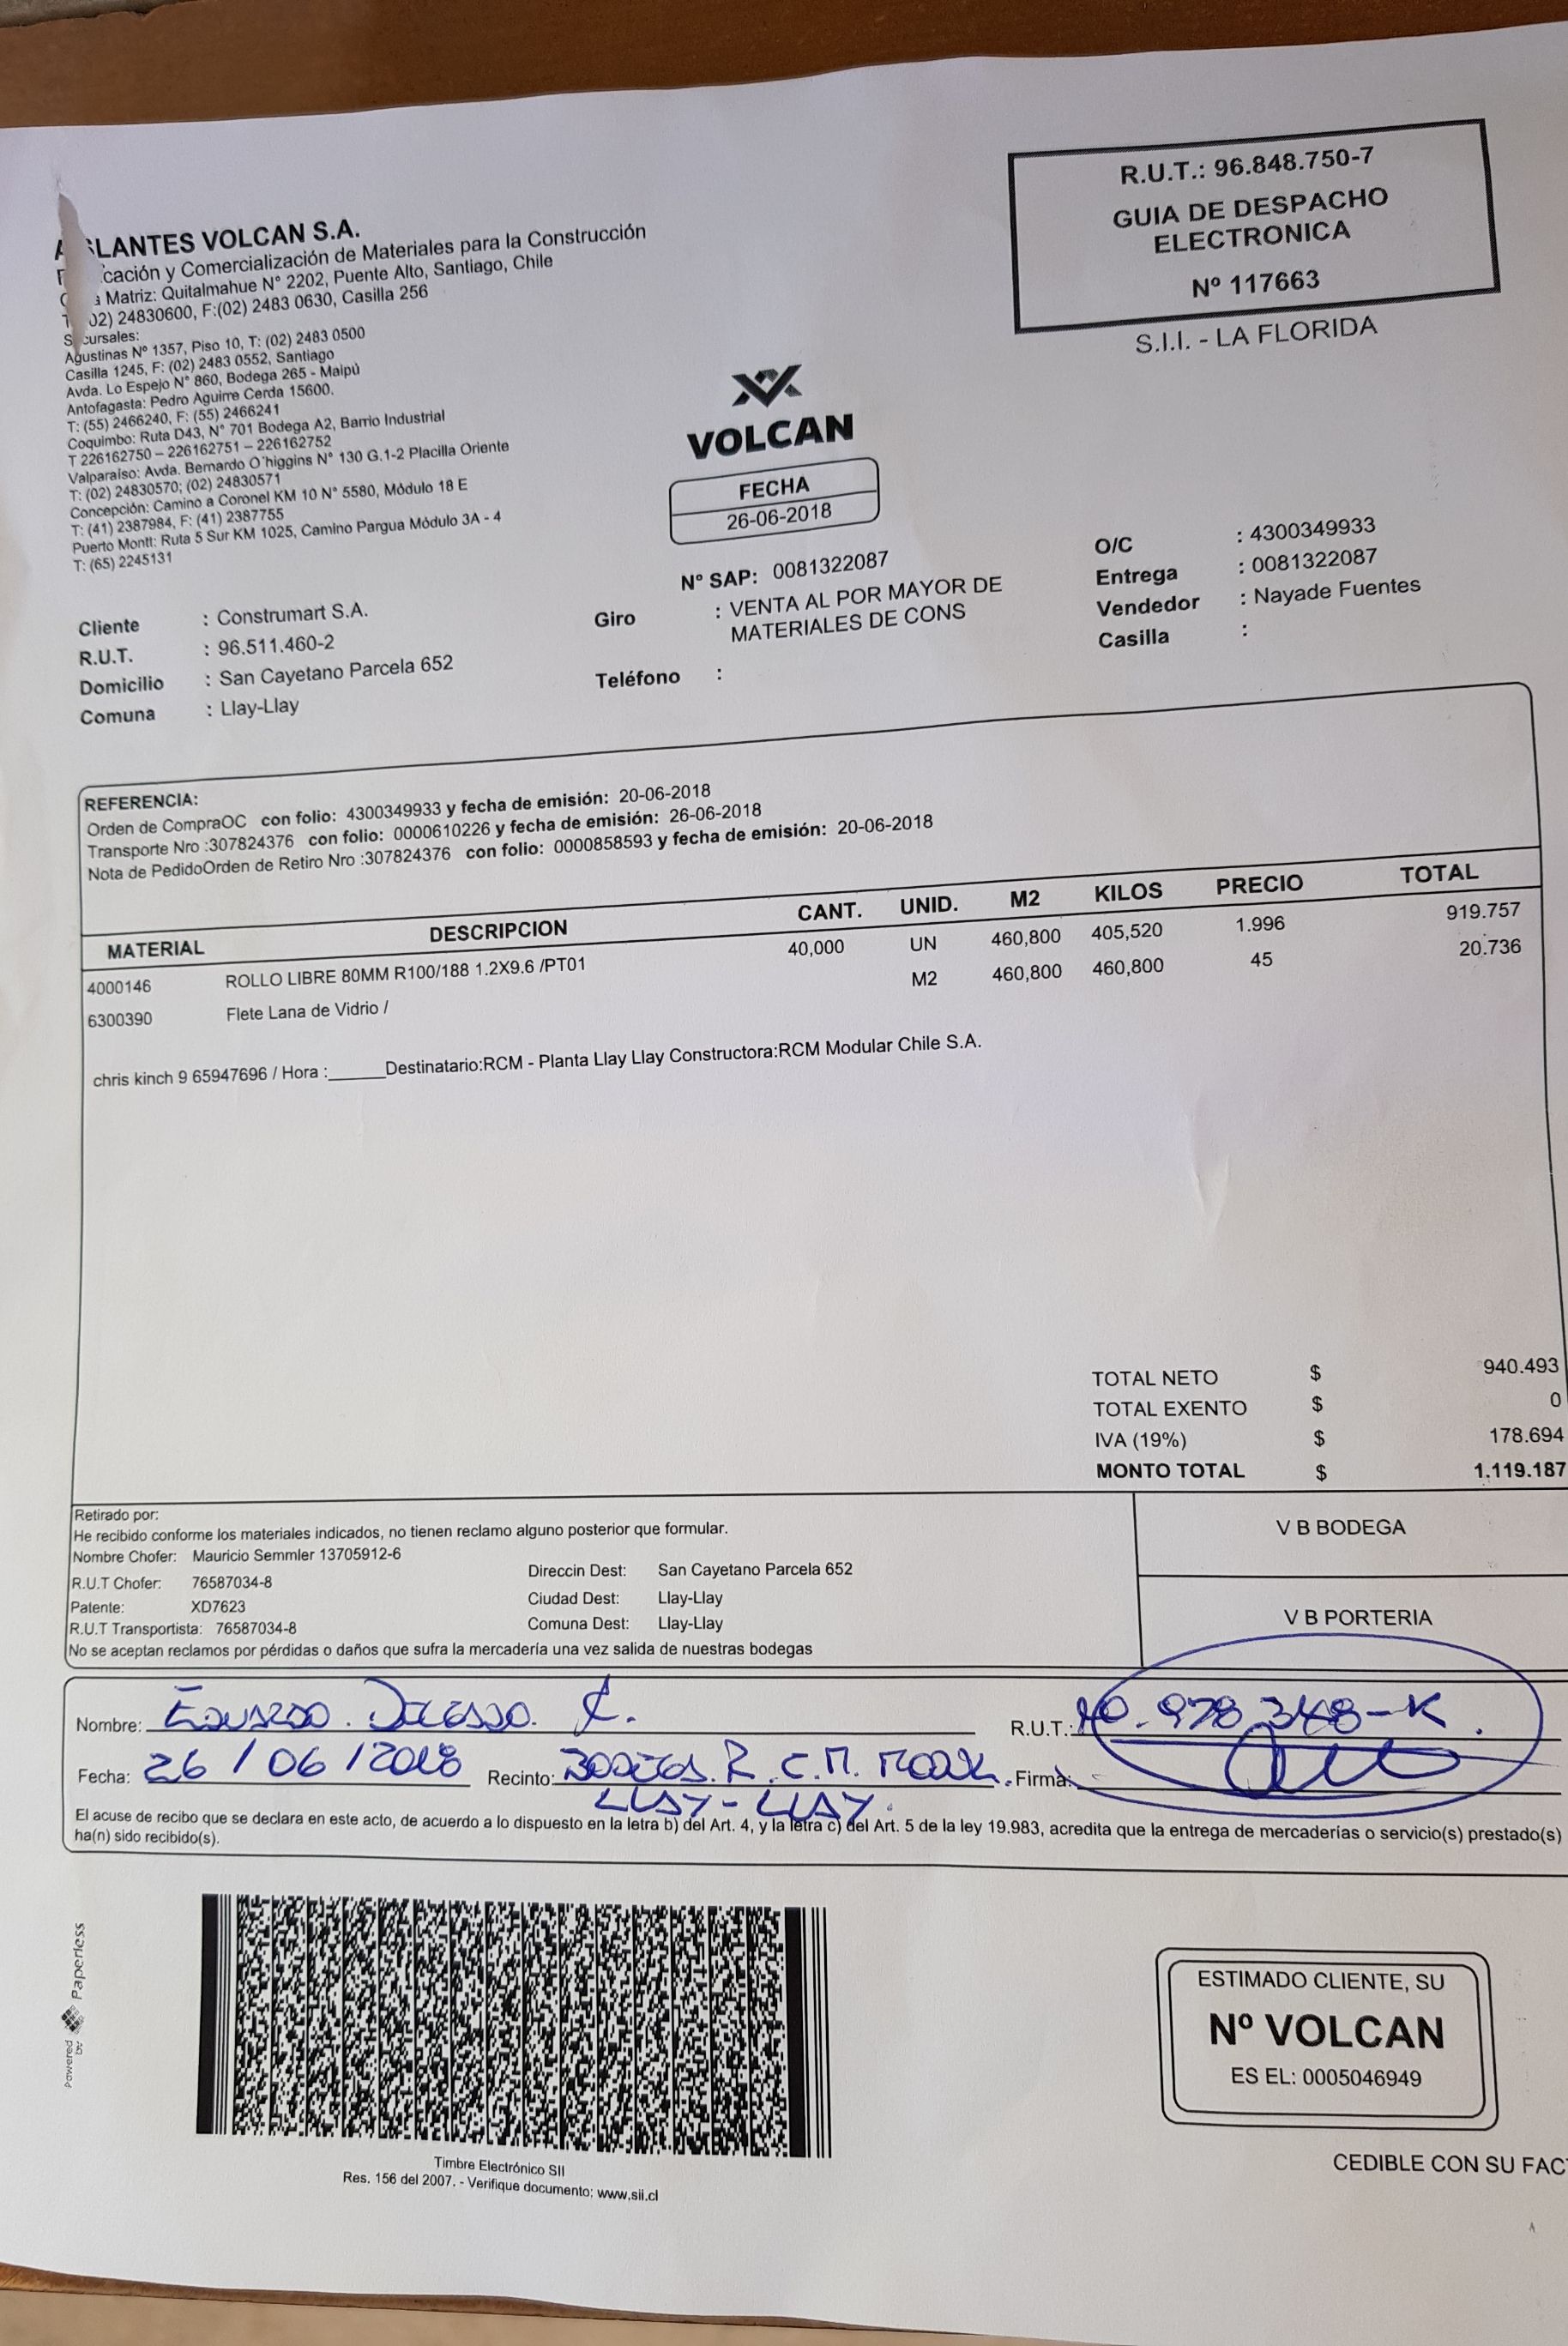 R.U.T.: 96.848.750-7
GUIA DE DESPACHO
ELECTRONICA
Nº 117663
S.I.I. - LA FLORIDA
LANTES VOLCAN S.A.
cación y Comercialización de Materiales para la Construcción
Matriz: Quitalmahue N° 2202, Puente Alto, Santiago, Chile
02) 24830600, F:(02) 2483 0630, Casilla 256
cursales:
Agustinas Nº 1357, Piso 10, T: (02) 2483 0500
Casilla 1245, F: (02) 2483 0552, Santiago
Avda. Lo Espejo N° 860, Bodega 265 - Maipú
Antofagasta: Pedro Aguirre Cerda 15600.
T: (55) 2466240, F: (55) 2466241
Coquimbo: Ruta D43, N° 701 Bodega A2, Barrio Industrial
T 226162750 – 226162751 – 226162752
Valparaíso: Avda. Bernardo O´higgins N° 130 G.1-2 Placilla Oriente
T: (02) 24830570; (02) 24830571
Concepción: Camino a Coronel KM 10 N° 5580, Módulo 18 E
T: (41) 2387984, F: (41) 2387755
Puerto Montt: Ruta 5 Sur KM 1025, Camino Pargua Módulo 3A - 4
T: (65) 2245131
VOLCAN
FECHA
26-06-2018
Nº SAP: 0081322087
Cliente : Construmart S.A.
R.U.T. : 96.511.460-2
Domicilio : San Cayetano Parcela 652
Comuna : Llay-Llay
Giro : VENTA AL POR MAYOR DE
MATERIALES DE CONS
Teléfono :
O/C : 4300349933
Entrega : 0081322087
Vendedor : Nayade Fuentes
Casilla :
REFERENCIA:
Orden de CompraOC con folio: 4300349933 y fecha de emisión: 20-06-2018
Transporte Nro :307824376 con folio: 0000610226 y fecha de emisión: 26-06-2018
Nota de PedidoOrden de Retiro Nro :307824376 con folio: 0000858593 y fecha de emisión: 20-06-2018
MATERIAL DESCRIPCION CANT. UNID. M2 KILOS PRECIO TOTAL
4000146 ROLLO LIBRE 80MM R100/188 1.2X9.6 /PT01 40,000 UN 460,800 405,520 1.996 919.757
6300390 Flete Lana de Vidrio / M2 460,800 460,800 45 20.736
chris kinch 9 65947696 / Hora :______Destinatario:RCM - Planta Llay Llay Constructora:RCM Modular Chile S.A.
TOTAL NETO $ 940.493
TOTAL EXENTO $ 0
IVA (19%) $ 178.694
MONTO TOTAL $ 1.119.187
Retirado por:
He recibido conforme los materiales indicados, no tienen reclamo alguno posterior que formular.
Nombre Chofer: Mauricio Semmler 13705912-6
R.U.T Chofer: 76587034-8
Patente: XD7623
R.U.T Transportista: 76587034-8
Direccin Dest: San Cayetano Parcela 652
Ciudad Dest: Llay-Llay
Comuna Dest: Llay-Llay
No se aceptan reclamos por pérdidas o daños que sufra la mercadería una vez salida de nuestras bodegas
V B BODEGA
V B PORTERIA
Nombre: EDUARDO. R.U.T.: 10.978.348-K.
Fecha: 26/06/2018 Recinto: R.C.M. Firma:
LLAY-LLAY.
El acuse de recibo que se declara en este acto, de acuerdo a lo dispuesto en la letra b) del Art. 4, y la letra c) del Art. 5 de la ley 19.983, acredita que la entrega de mercaderías o servicio(s) prestado(s)
ha(n) sido recibido(s).
Powered by Paperless
Timbre Electrónico SII
Res. 156 del 2007. - Verifique documento: www.sii.cl
ESTIMADO CLIENTE, SU
Nº VOLCAN
ES EL: 0005046949
CEDIBLE CON SU FAC